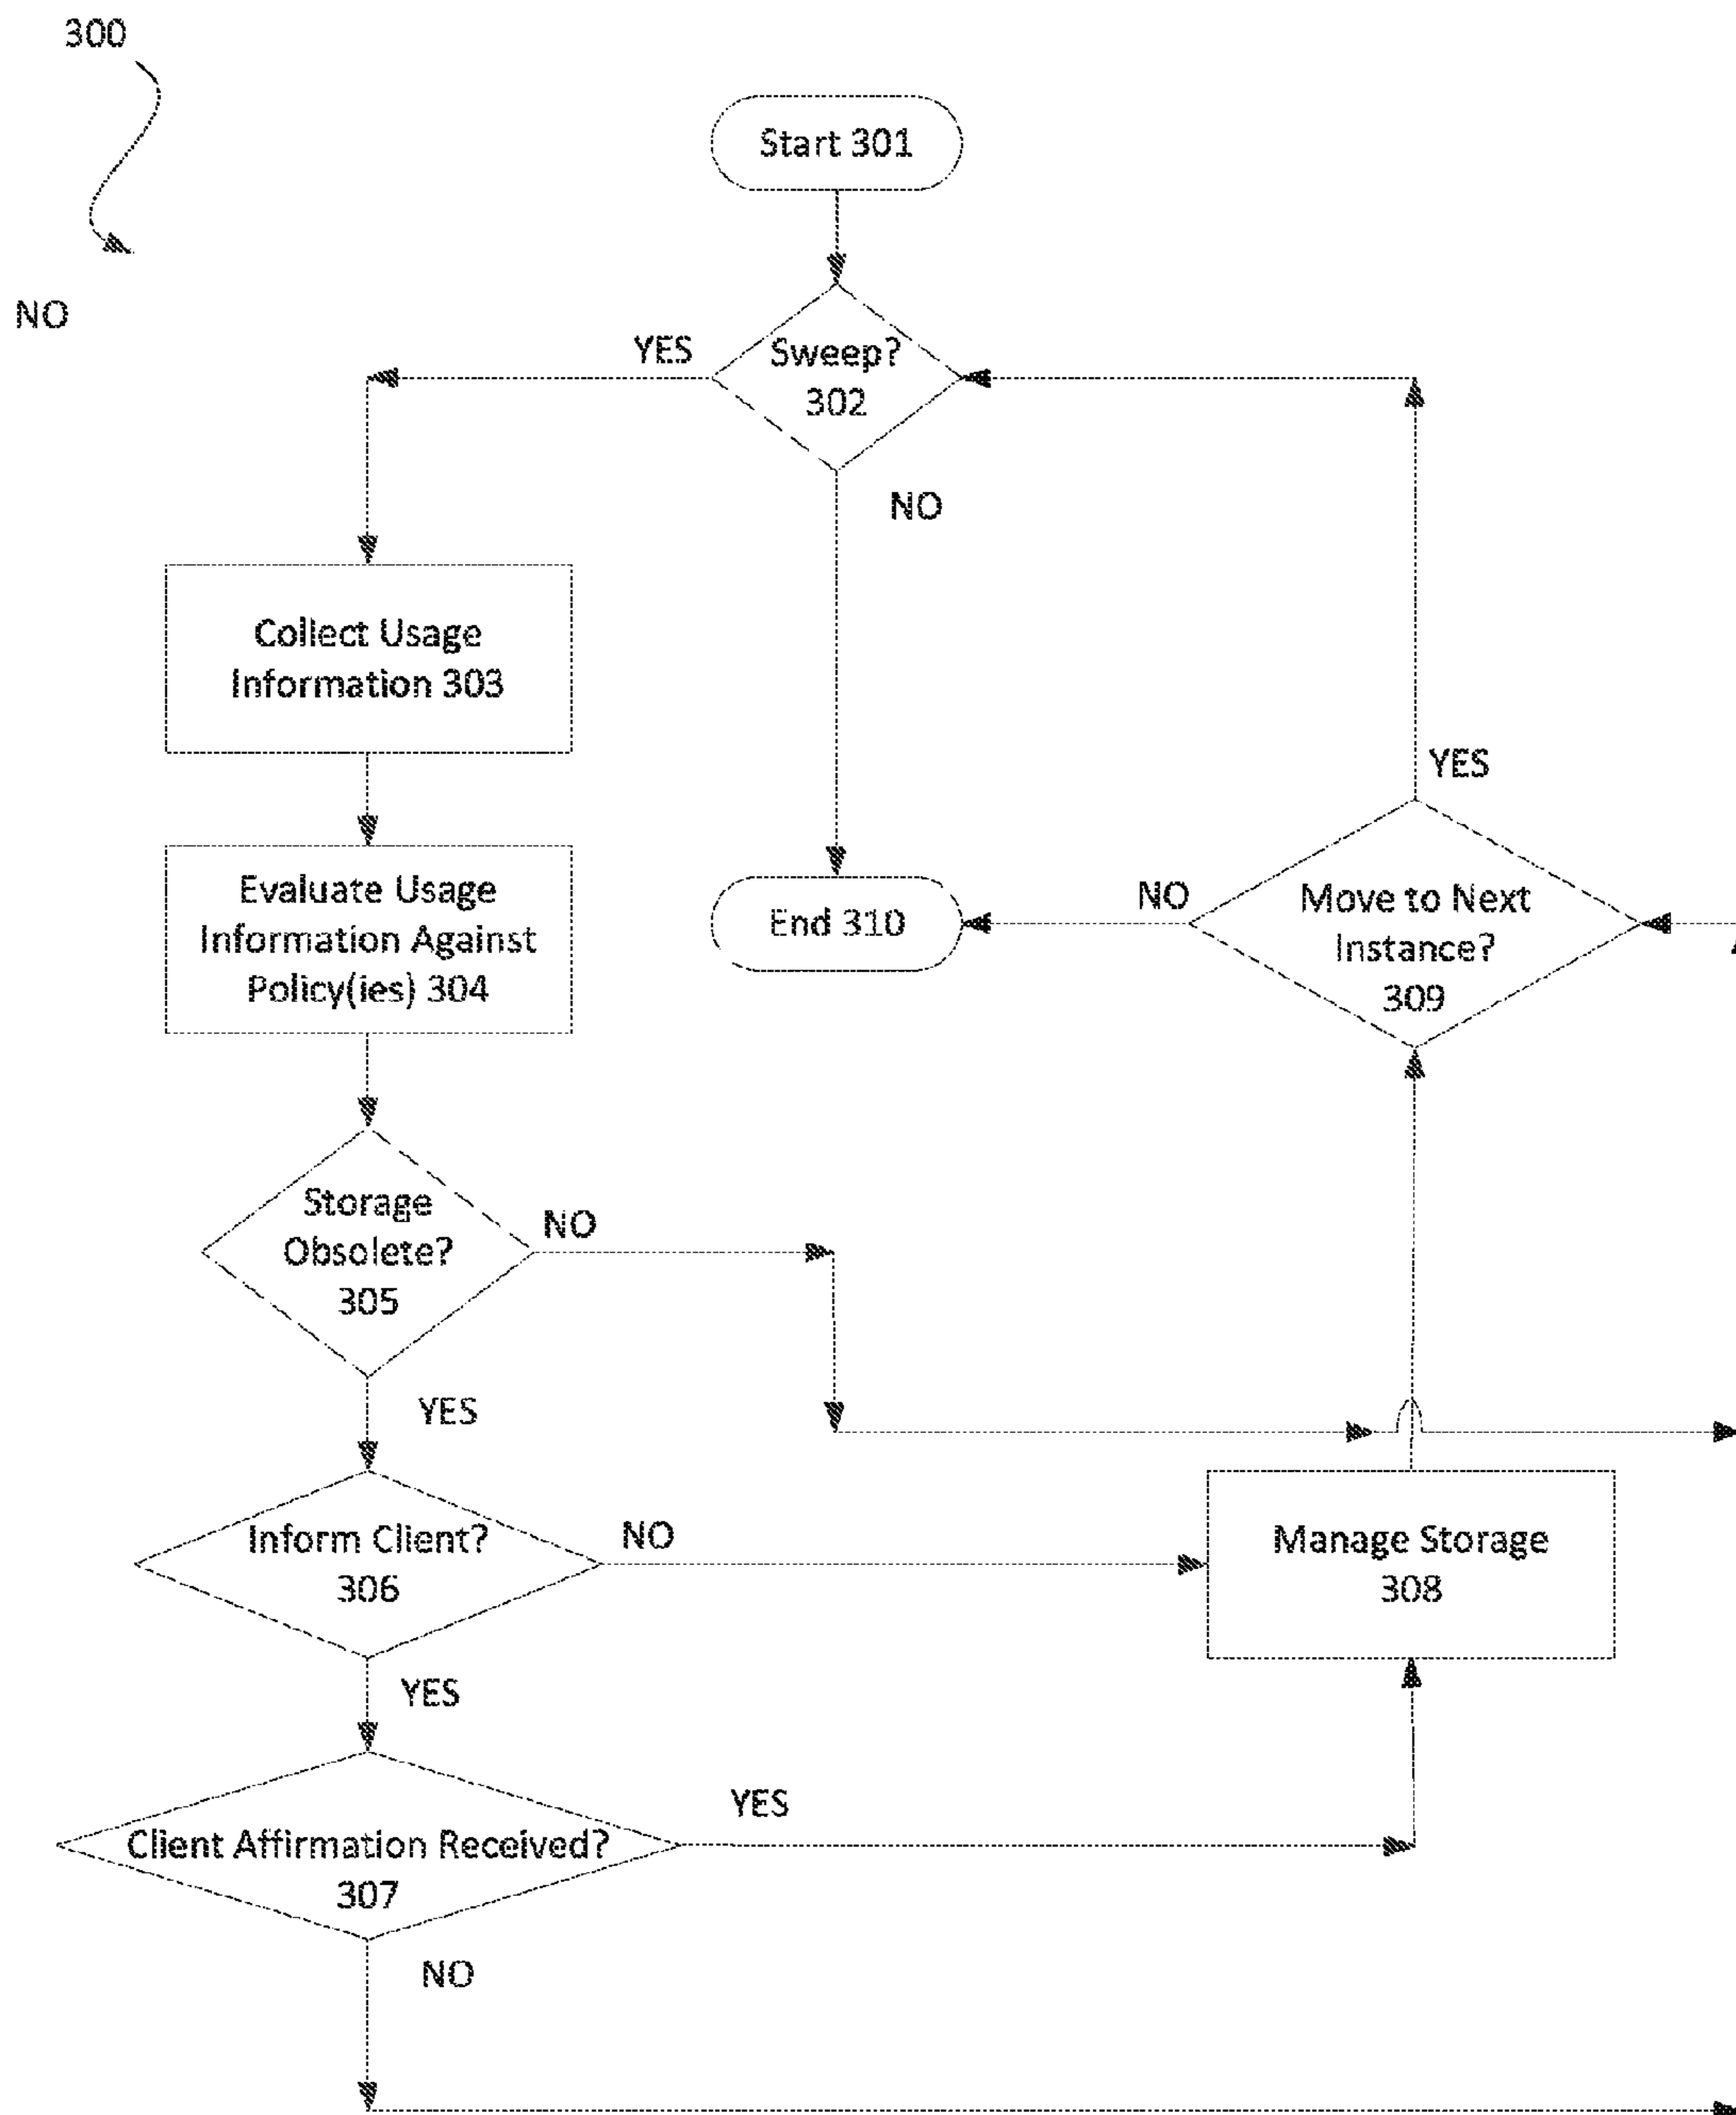 300
Start 301
NO
YES
Sweep?
302
NO
Collect Usage
Information 303
YES
Evaluate Usage
Information Against
Policy(ies) 304
End 310
NO
Move to Next
Instance?
309
Storage
Obsolete?
305
NO
YES
Inform Client?
306
NO
Manage Storage
308
YES
Client Affirmation Received?
307
YES
NO